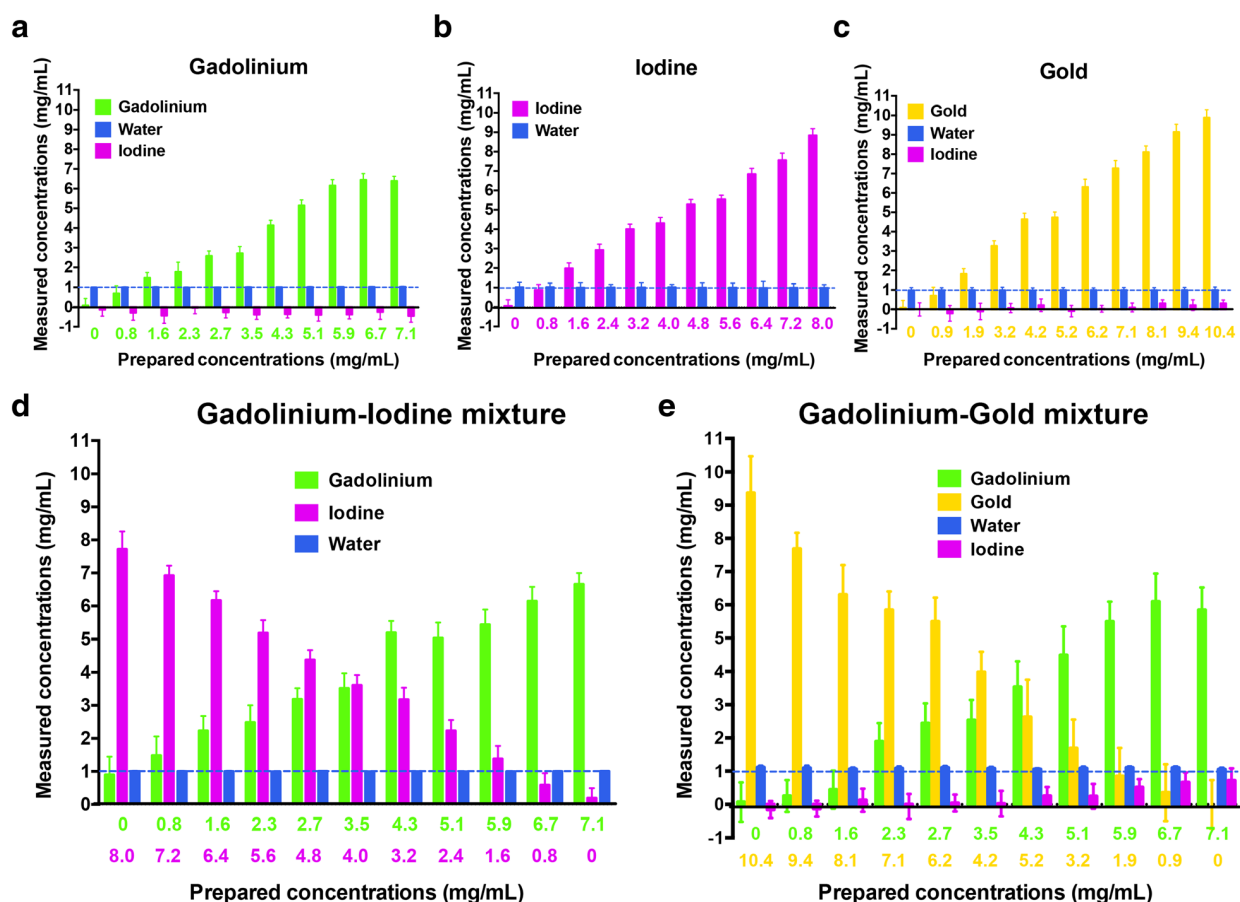 a
Gadolinium
Measured concentrations (mg/mL)
11
10
9
8
7
6
5
4
3
2
1
0
-1
Gadolinium
Water
Iodine
0 0.8 1.6 2.3 2.7 3.5 4.3 5.1 5.9 6.7 7.1
Prepared concentrations (mg/mL)
b
Iodine
Measured concentrations (mg/mL)
11
10
9
8
7
6
5
4
3
2
1
0
-1
Iodine
Water
0 0.8 1.6 2.4 3.2 4.0 4.8 5.6 6.4 7.2 8.0
Prepared concentrations (mg/mL)
c
Gold
Measured concentrations (mg/mL)
11
10
9
8
7
6
5
4
3
2
1
0
-1
Gold
Water
Iodine
0 0.9 1.9 3.2 4.2 5.2 6.2 7.1 8.1 9.4 10.4
Prepared concentrations (mg/mL)
d
Gadolinium-Iodine mixture
Measured concentrations (mg/mL)
11
10
9
8
7
6
5
4
3
2
1
0
Gadolinium
Iodine
Water
0 0.8 1.6 2.3 2.7 3.5 4.3 5.1 5.9 6.7 7.1
8.0 7.2 6.4 5.6 4.8 4.0 3.2 2.4 1.6 0.8 0
Prepared concentrations (mg/mL)
e
Gadolinium-Gold mixture
Measured concentrations (mg/mL)
11
10
9
8
7
6
5
4
3
2
1
0
-1
Gadolinium
Gold
Water
Iodine
0 0.8 1.6 2.3 2.7 3.5 4.3 5.1 5.9 6.7 7.1
10.4 9.4 8.1 7.1 6.2 4.2 5.2 3.2 1.9 0.9 0
Prepared concentrations (mg/mL)